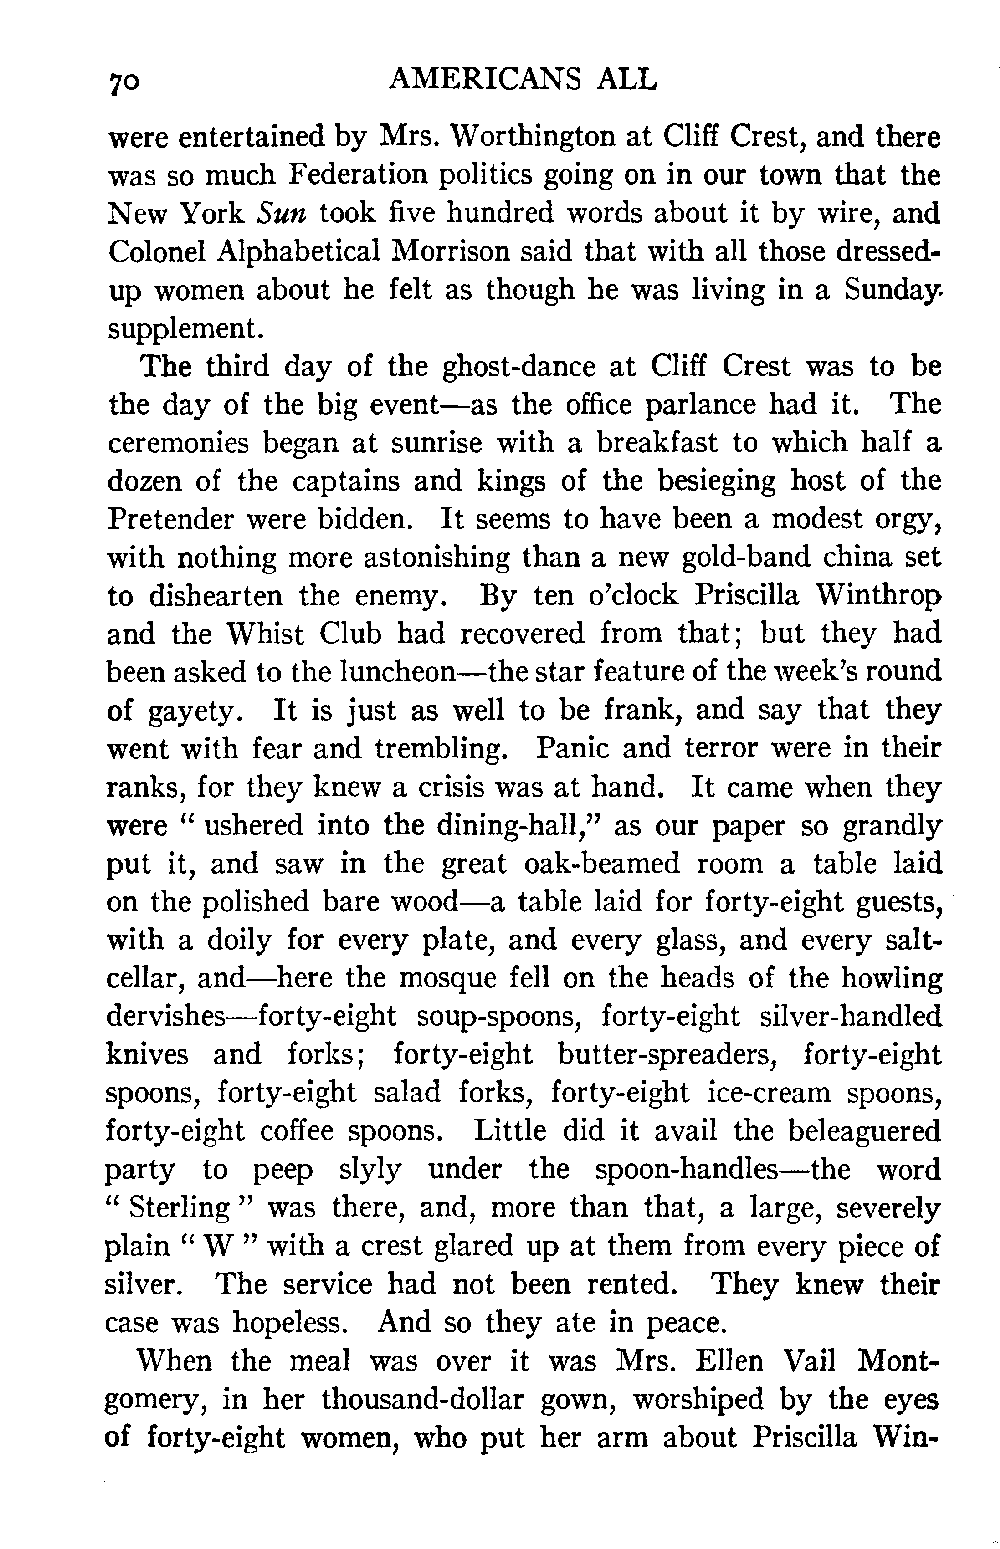 70 AMERICANS ALL
were entertained by Mrs. Worthington at Cliff Crest, and there
was so much Federation politics going on in our town that the
New York Sun took five hundred words about it by wire, and
Colonel Alphabetical Morrison said that with all those dressed-
up women about he felt as though he was living in a Sunday
supplement.
The third day of the ghost-dance at Cliff Crest was to be
the day of the big event—as the office parlance had it. The
ceremonies began at sunrise with a breakfast to which half a
dozen of the captains and kings of the besieging host of the
Pretender were bidden. It seems to have been a modest orgy,
with nothing more astonishing than a new gold-band china set
to dishearten the enemy. By ten o'clock Priscilla Winthrop
and the Whist Club had recovered from that; but they had
been asked to the luncheon—the star feature of the week's round
of gayety. It is just as well to be frank, and say that they
went with fear and trembling. Panic and terror were in their
ranks, for they knew a crisis was at hand. It came when they
were " ushered into the dining-hall," as our paper so grandly
put it, and saw in the great oak-beamed room a table laid
on the polished bare wood—a table laid for forty-eight guests,
with a doily for every plate, and every glass, and every salt-
cellar, and—here the mosque fell on the heads of the howling
dervishes—forty-eight soup-spoons, forty-eight silver-handled
knives and forks; forty-eight butter-spreaders, forty-eight
spoons, forty-eight salad forks, forty-eight ice-cream spoons,
forty-eight coffee spoons. Little did it avail the beleaguered
party to peep slyly under the spoon-handles—the word
" Sterling " was there, and, more than that, a large, severely
plain " W " with a crest glared up at them from every piece of
silver. The service had not been rented. They knew their
case was hopeless. And so they ate in peace.
When the meal was over it was Mrs. Ellen Vail Mont-
gomery, in her thousand-dollar gown, worshiped by the eyes
of forty-eight women, who put her arm about Priscilla Win-